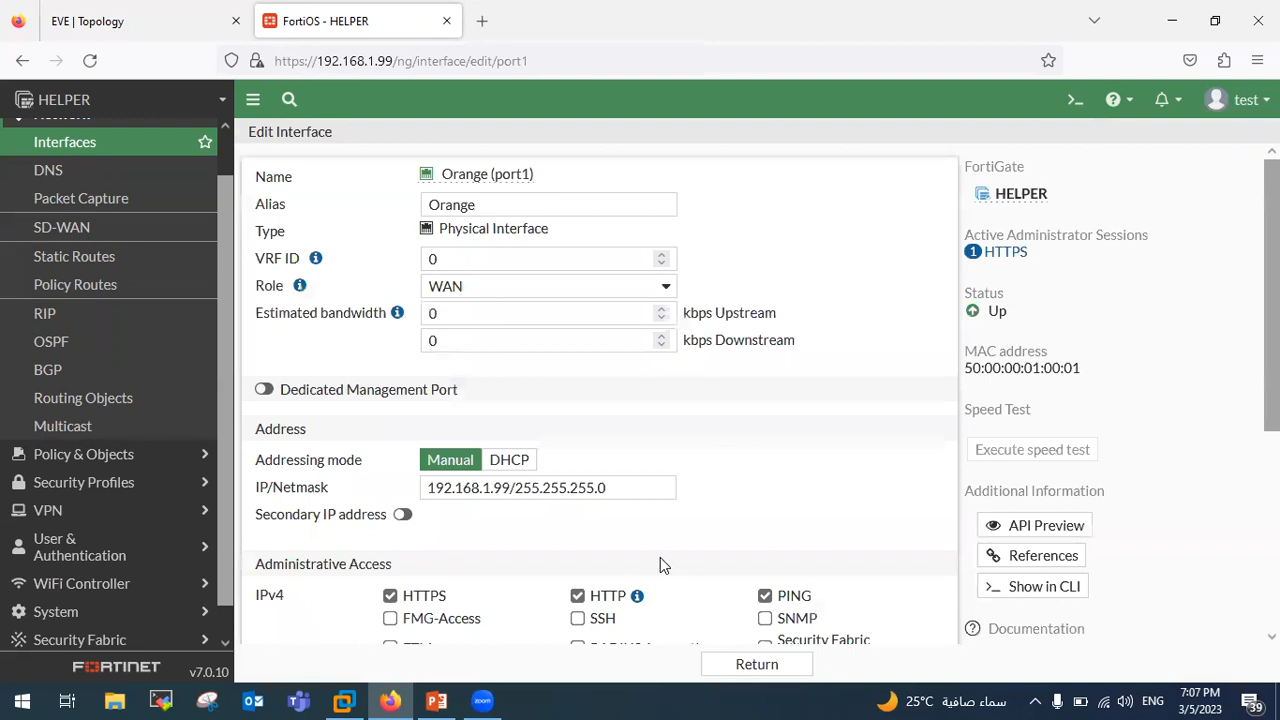 EVE | Topology
FortiOS - HELPER
https://192.168.1.99/ng/interface/edit/port1
HELPER
test
Interfaces
DNS
Packet Capture
SD-WAN
Static Routes
Policy Routes
RIP
OSPF
BGP
Routing Objects
Multicast
Policy & Objects
Security Profiles
VPN
User &
Authentication
WiFi Controller
System
Security Fabric
FORTINET
v7.0.10
Edit Interface
Name
Orange (port1)
Alias
Orange
Type
Physical Interface
VRF ID
0
Role
WAN
Estimated bandwidth
0
kbps Upstream
0
kbps Downstream
Dedicated Management Port
Address
Addressing mode
Manual
DHCP
IP/Netmask
192.168.1.99/255.255.255.0
Secondary IP address
Administrative Access
IPv4
HTTPS
HTTP
PING
FMG-Access
SSH
SNMP
Security Fabric
Return
FortiGate
HELPER
Active Administrator Sessions
1 HTTPS
Status
Up
MAC address
50:00:00:01:00:01
Speed Test
Execute speed test
Additional Information
API Preview
References
Show in CLI
Documentation
25°C سماء صافية
ENG
7:07 PM
3/5/2023
39